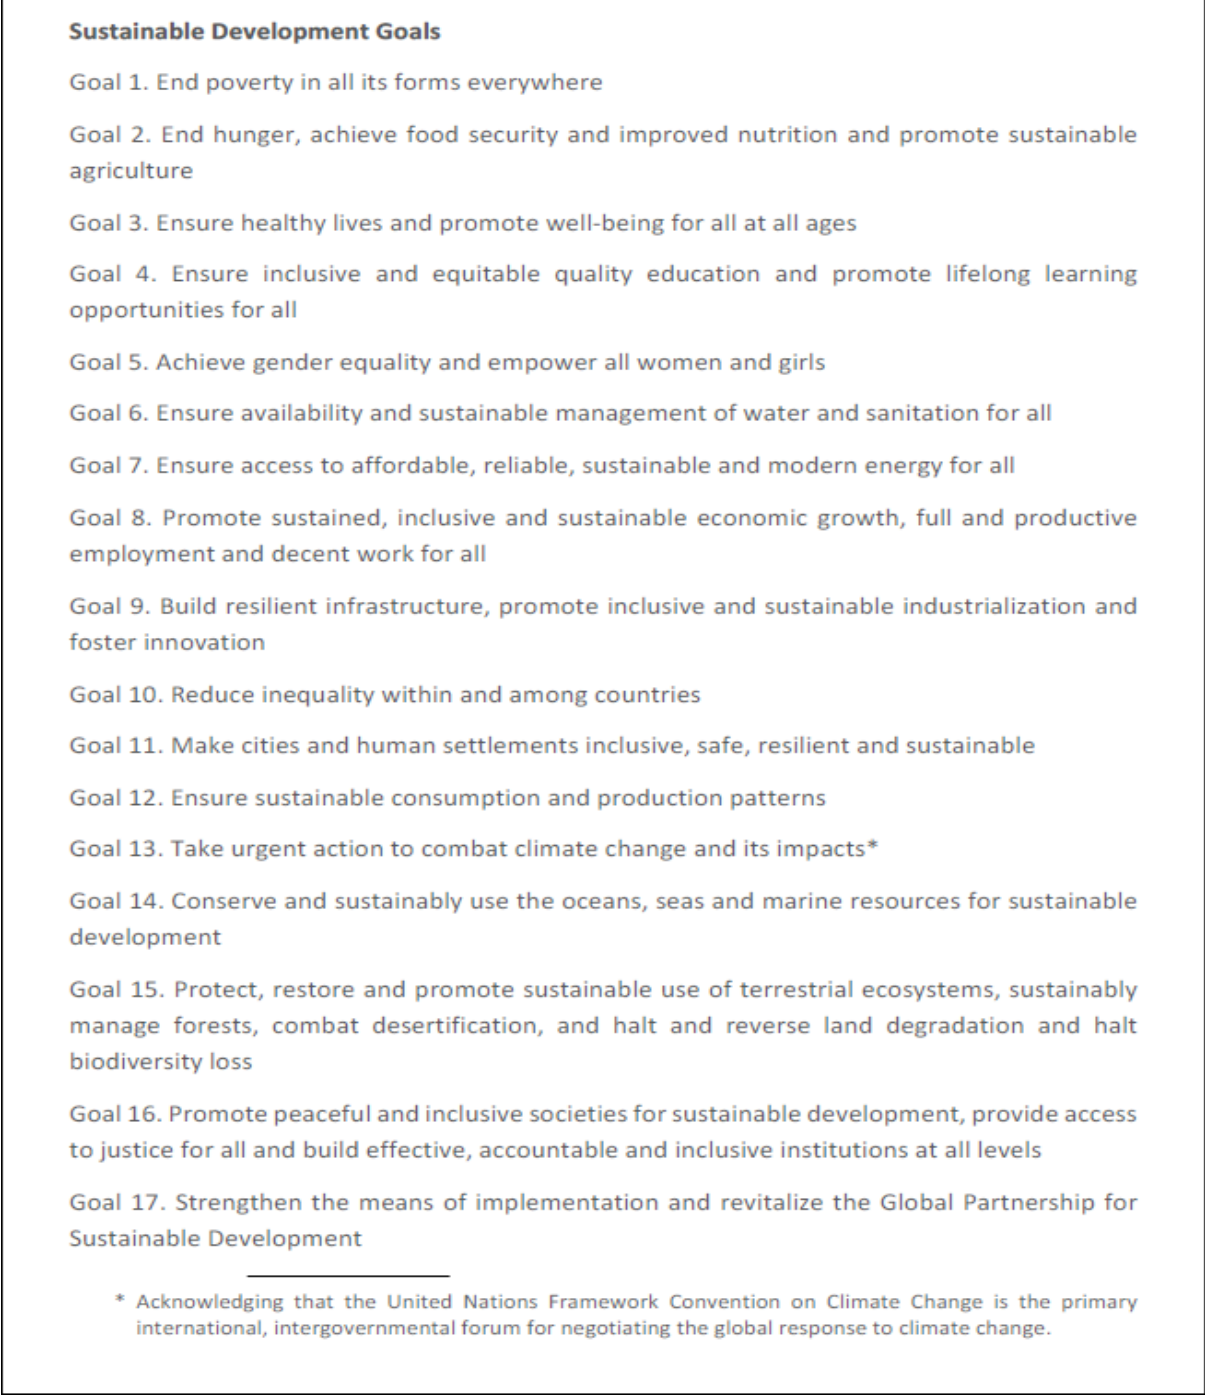 Sustainable Development Goals
Goal 1. End poverty in all its forms everywhere
Goal 2. End hunger, achieve food security and improved nutrition and promote sustainable
agriculture
Goal 3. Ensure healthy lives and promote well-being for all at all ages
Goal 4. Ensure inclusive and equitable quality education and promote lifelong learning
opportunities for all
Goal 5. Achieve gender equality and empower all women and girls
Goal 6. Ensure availability and sustainable management of water and sanitation for all
Goal 7. Ensure access to affordable, reliable, sustainable and modern energy for all
Goal 8. Promote sustained, inclusive and sustainable economic growth, full and productive
employment and decent work for all
Goal 9. Build resilient infrastructure, promote inclusive and sustainable industrialization and
foster innovation
Goal 10. Reduce inequality within and among countries
Goal 11. Make cities and human settlements inclusive, safe, resilient and sustainable
Goal 12. Ensure sustainable consumption and production patterns
Goal 13. Take urgent action to combat climate change and its impacts*
Goal 14. Conserve and sustainably use the oceans, seas and marine resources for sustainable
development
Goal 15. Protect, restore and promote sustainable use of terrestrial ecosystems, sustainably
manage forests, combat desertification, and halt and reverse land degradation and halt
biodiversity loss
Goal 16. Promote peaceful and inclusive societies for sustainable development, provide access
to justice for all and build effective, accountable and inclusive institutions at all levels
Goal 17. Strengthen the means of implementation and revitalize the Global Partnership for
Sustainable Development
* Acknowledging that the United Nations Framework Convention on Climate Change is the primary
international, intergovernmental forum for negotiating the global response to climate change.